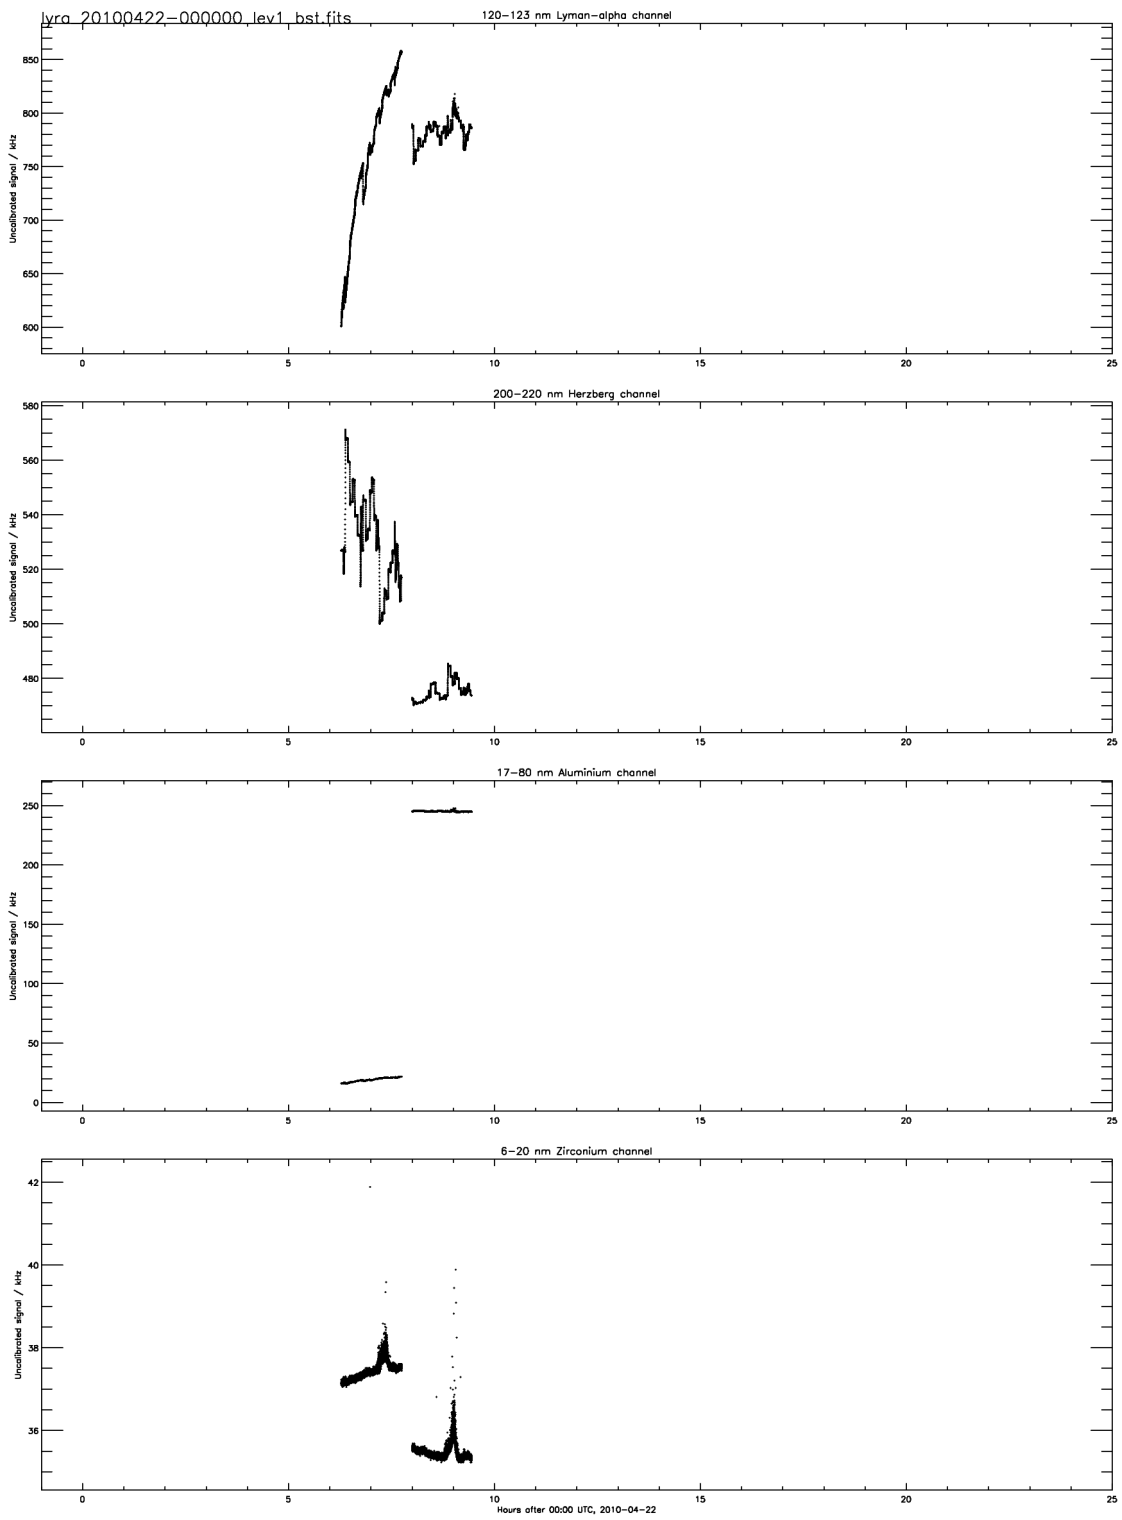 lyra_20100422-000000_lev1_bst.fits
120-123 nm Lyman-alpha channel
850
800
750
700
650
600
Uncalibrated signal / kHz
0 5 10 15 20 25
200-220 nm Herzberg channel
580
560
540
520
500
480
Uncalibrated signal / kHz
0 5 10 15 20 25
17-80 nm Aluminium channel
250
200
150
100
50
0
Uncalibrated signal / kHz
0 5 10 15 20 25
6-20 nm Zirconium channel
42
40
38
36
Uncalibrated signal / kHz
0 5 10 15 20 25
Hours after 00:00 UTC, 2010-04-22